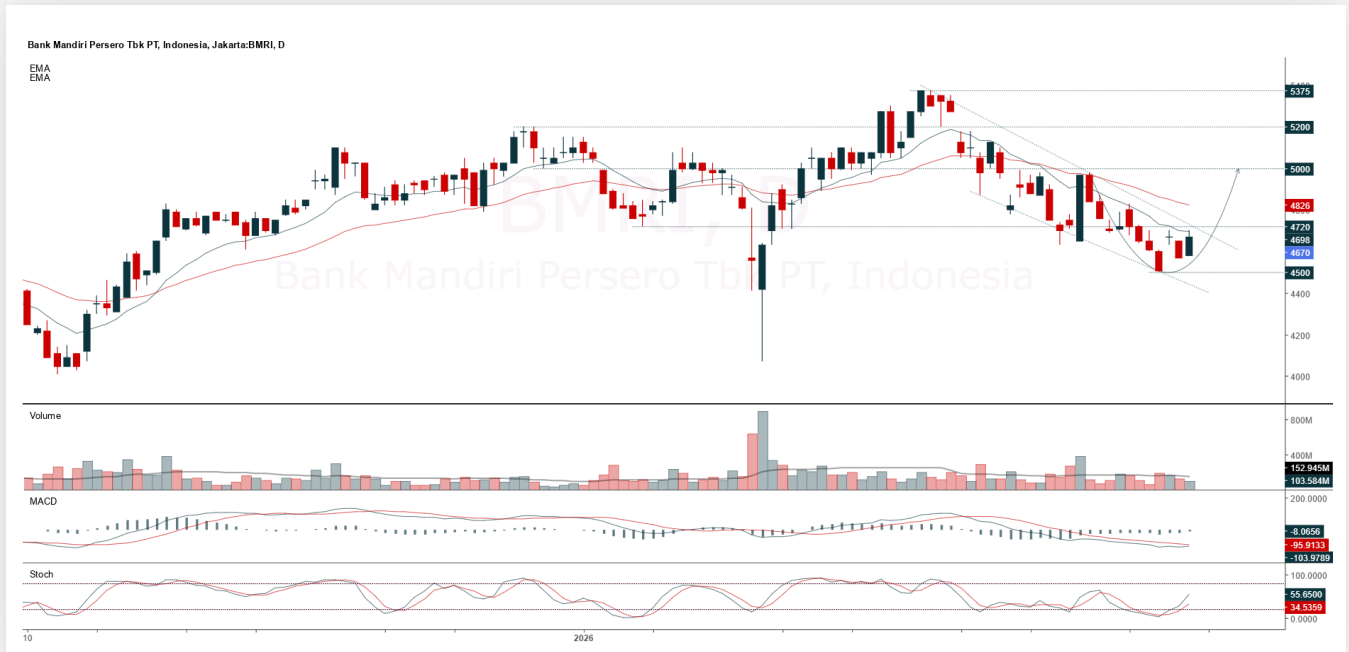 Bank Mandiri Persero Tbk PT, Indonesia, Jakarta:BMRI, D
EMA
EMA
BMRI, D
Bank Mandiri Persero Tbk PT, Indonesia
5375
5200
5000
4826
4720
4698
4670
4500
4400
4200
4000
Volume
800M
400M
152.945M
103.584M
MACD
200.0000
-8.0656
-95.9133
-103.9789
Stoch
100.0000
55.6500
34.5359
0.0000
10
2026